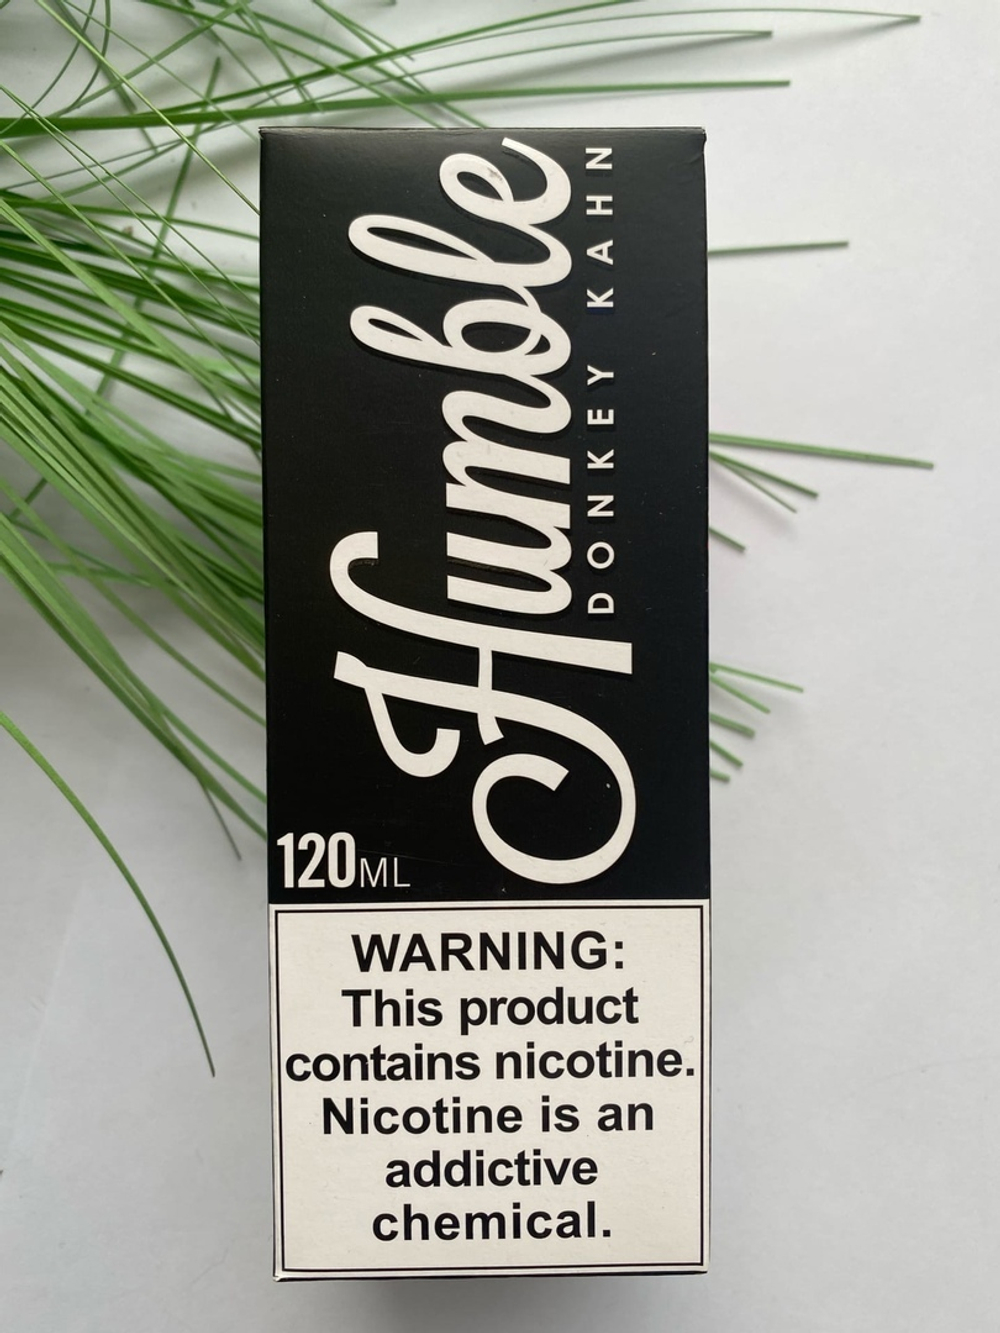 Humble
DONKEY KAHN
120ML
WARNING:
This product
contains nicotine.
Nicotine is an
addictive
chemical.